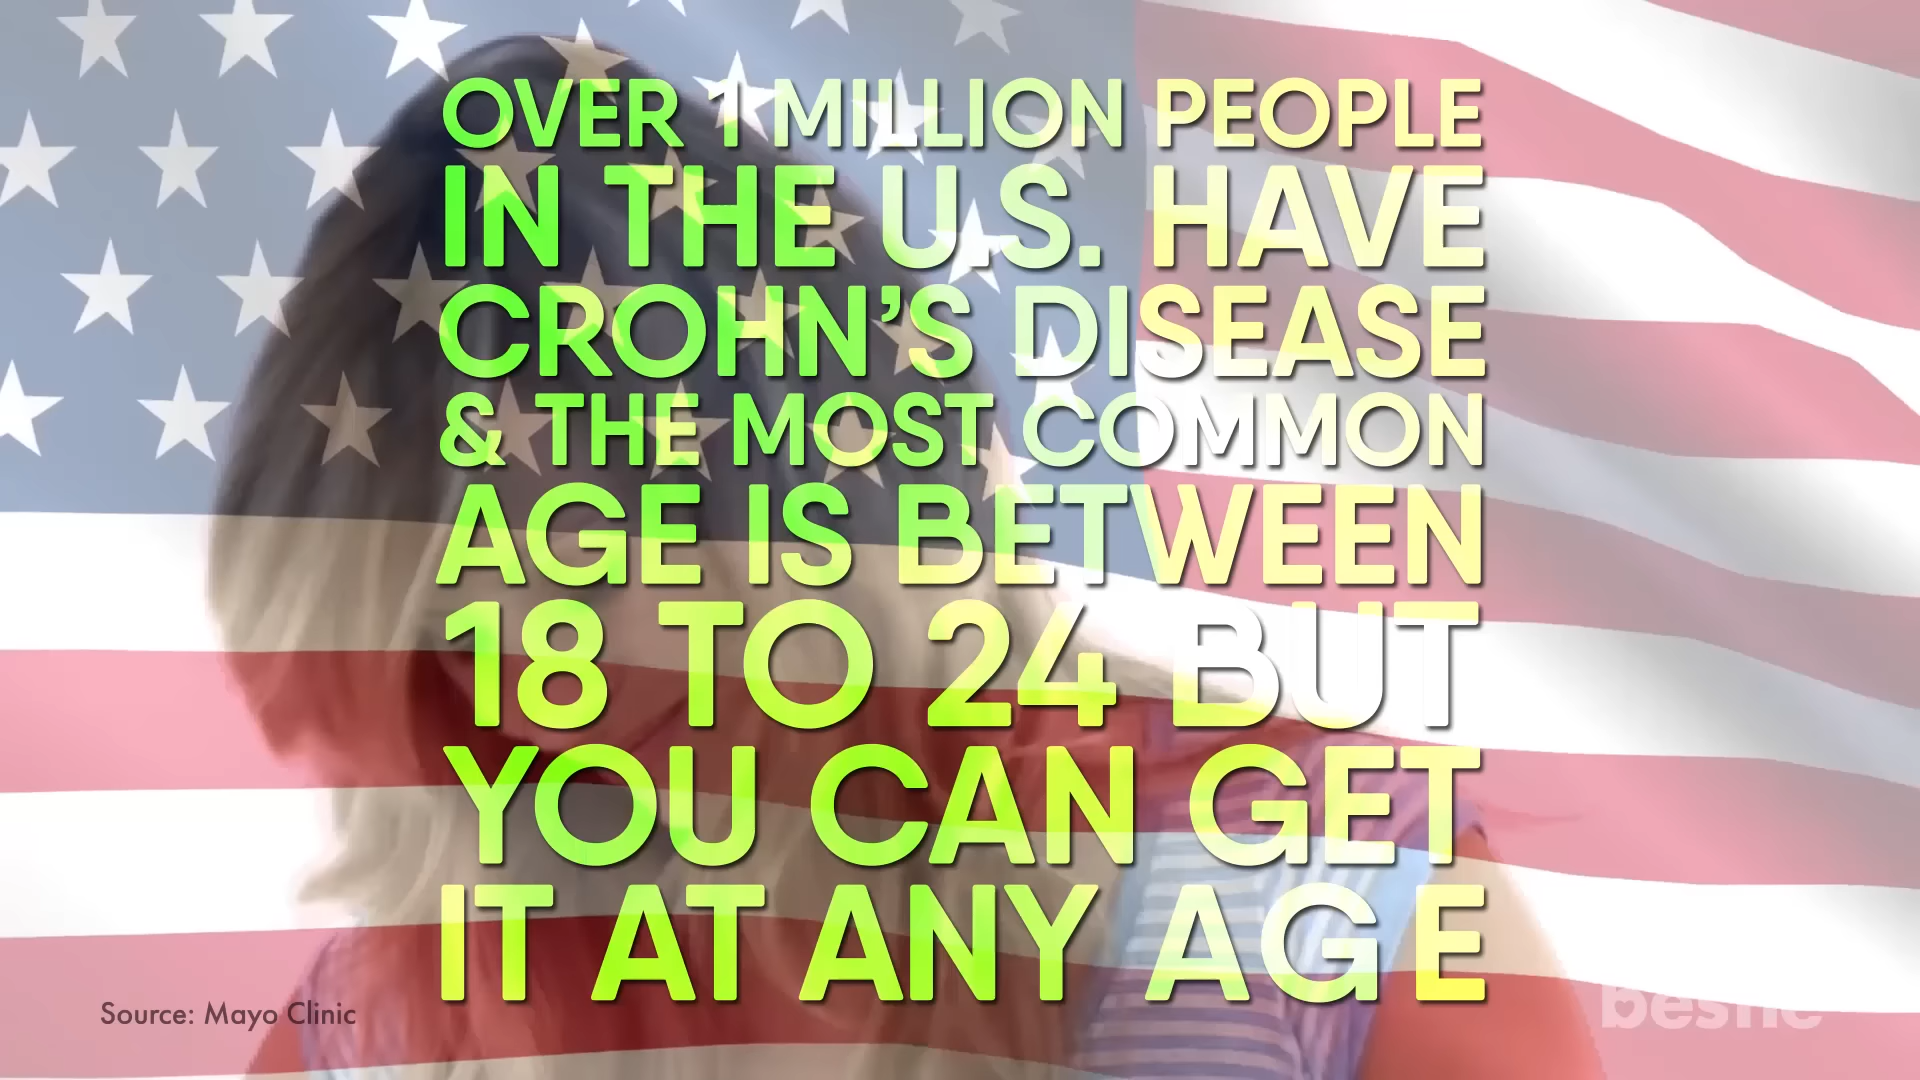 OVER 1 MILLION PEOPLE
IN THE U.S. HAVE
CROHN'S DISEASE
& THE MOST COMMON
AGE IS BETWEEN
18 TO 24 BUT
YOU CAN GET
IT AT ANY AGE
Source: Mayo Clinic